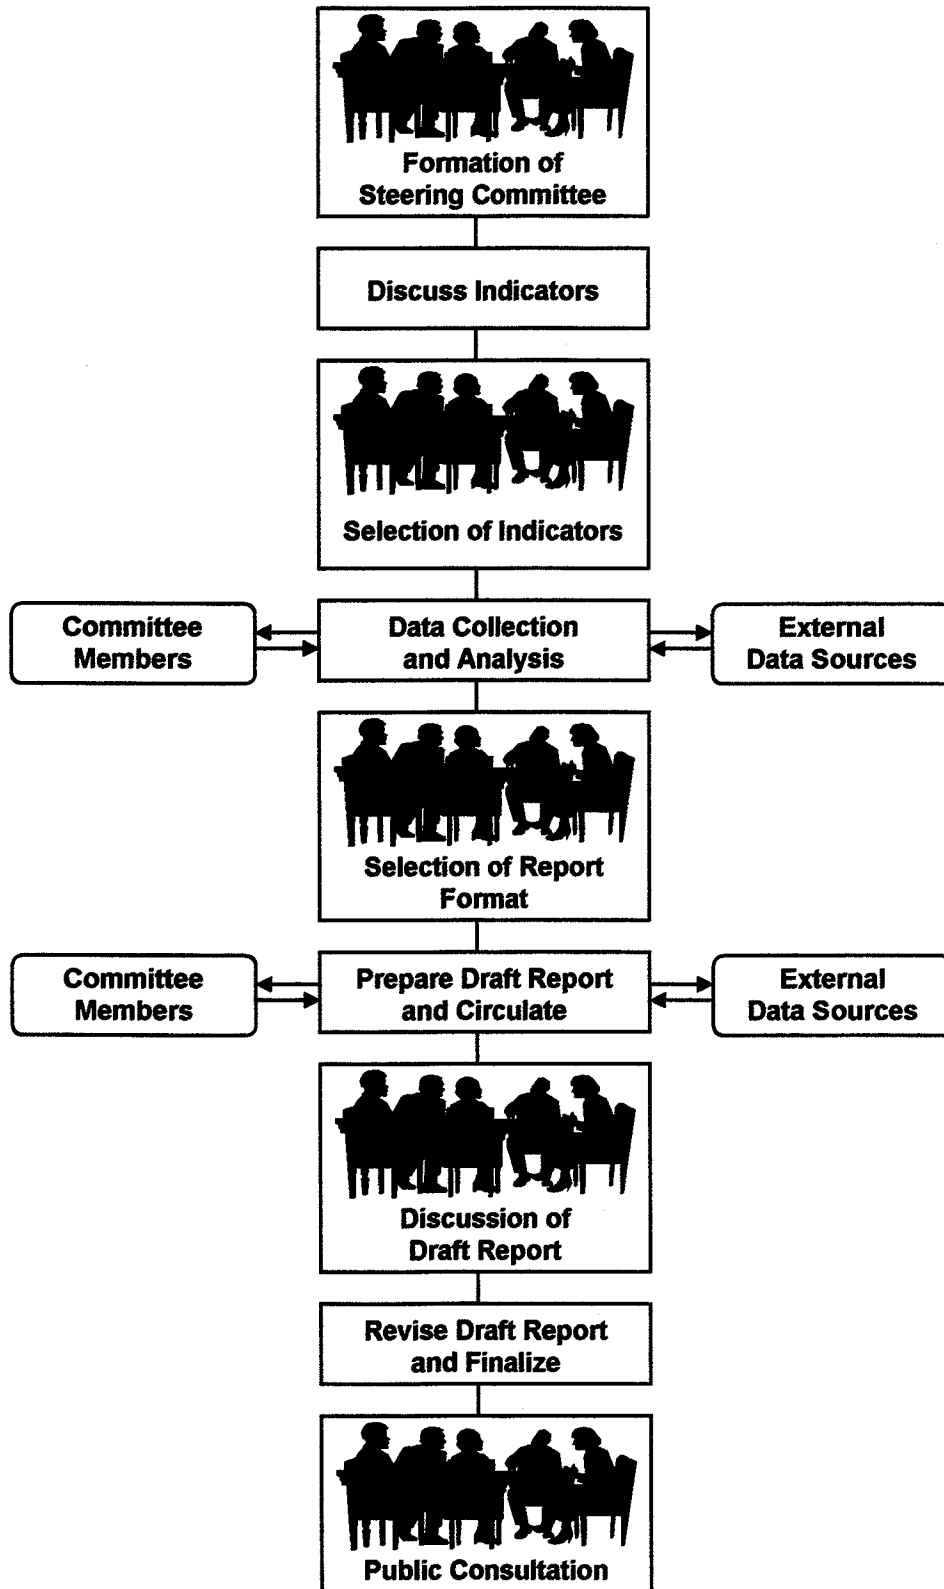 Formation of
Steering Committee
Discuss Indicators
Selection of Indicators
Committee
Members
Data Collection
and Analysis
External
Data Sources
Selection of Report
Format
Committee
Members
Prepare Draft Report
and Circulate
External
Data Sources
Discussion of
Draft Report
Revise Draft Report
and Finalize
Public Consultation